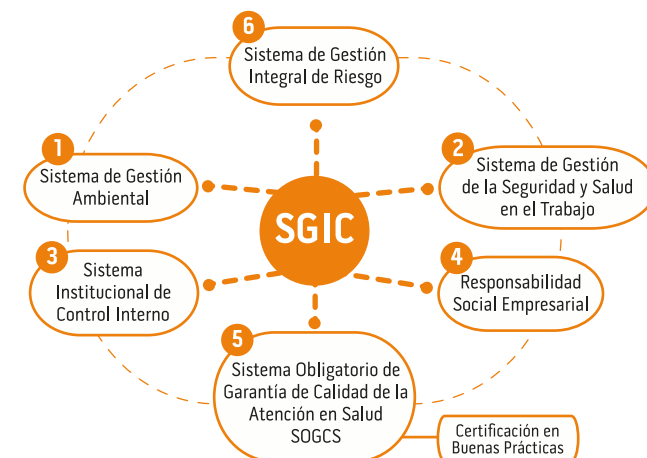 6
Sistema de Gestión
Integral de Riesgo
1
Sistema de Gestión
Ambiental
2
Sistema de Gestión
de la Seguridad y Salud
en el Trabajo
SGIC
3
Sistema
Institucional de
Control Interno
4
Responsabilidad
Social Empresarial
5
Sistema Obligatorio de
Garantía de Calidad de la
Atención en Salud
SOGCS
Certificación en
Buenas Prácticas